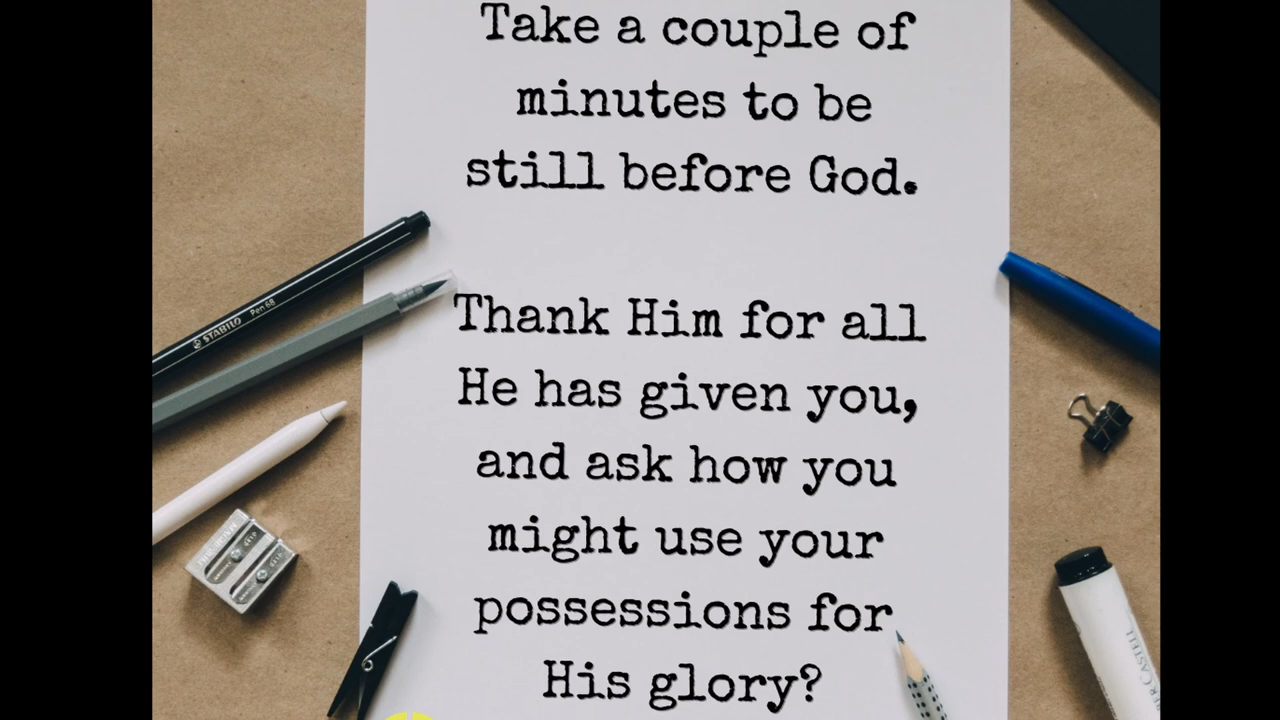 Take a couple of
minutes to be
still before God.
Thank Him for all
He has given you,
and ask how you
might use your
possessions for
His glory?
STABILO Pen 68